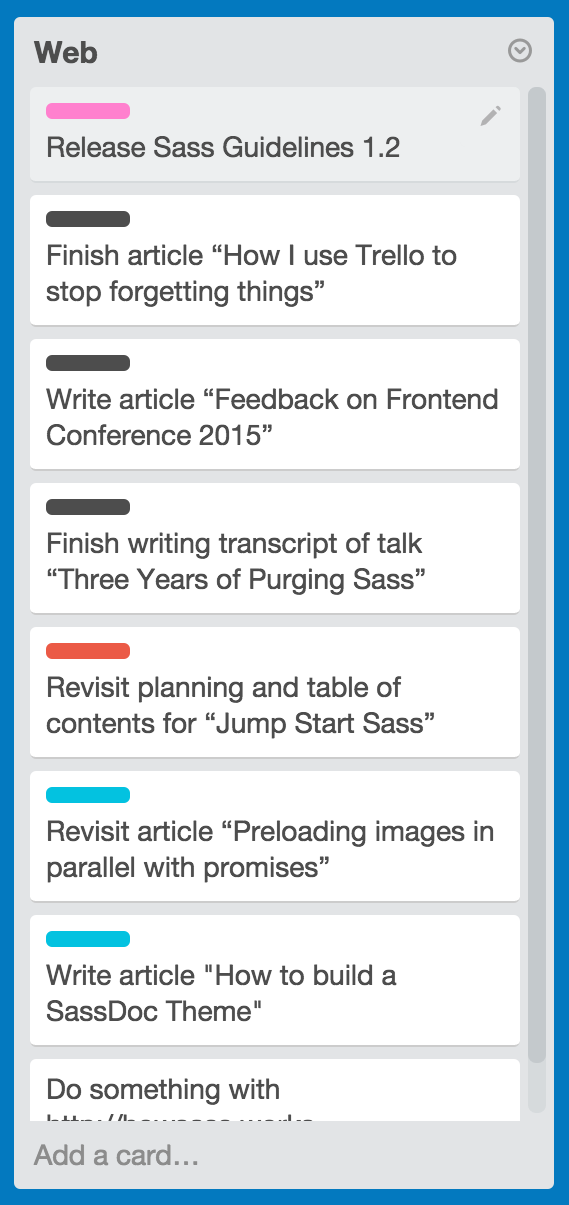 Web
Release Sass Guidelines 1.2
Finish article “How I use Trello to
stop forgetting things”
Write article “Feedback on Frontend
Conference 2015”
Finish writing transcript of talk
“Three Years of Purging Sass”
Revisit planning and table of
contents for “Jump Start Sass”
Revisit article “Preloading images in
parallel with promises”
Write article "How to build a
SassDoc Theme"
Do something with
Add a card…